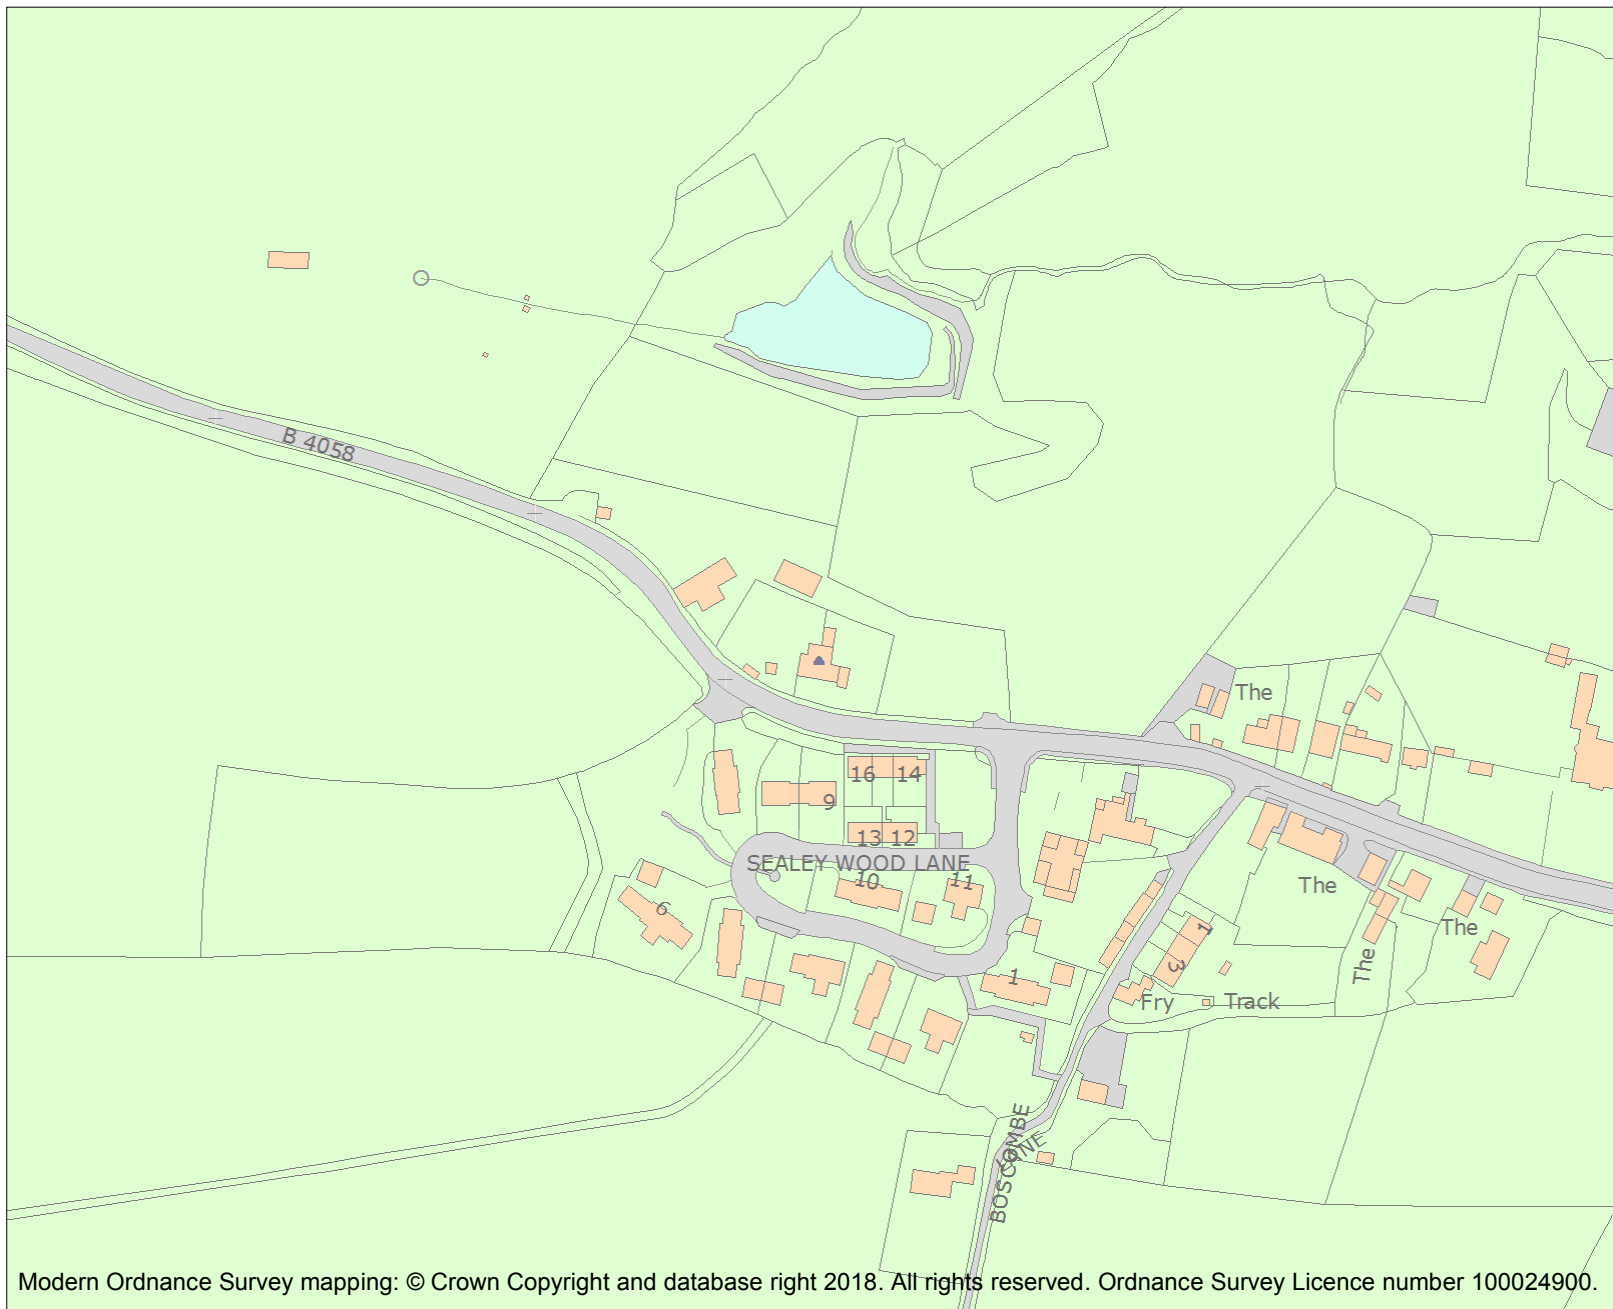 B 4058
The
16
14
9
13
12
SEALEY WOOD LANE
10
11
The
6
1
The
The
3
1
Fry
Track
BOSCOMBE
LANE
Modern Ordnance Survey mapping: © Crown Copyright and database right 2018. All rights reserved. Ordnance Survey Licence number 100024900.